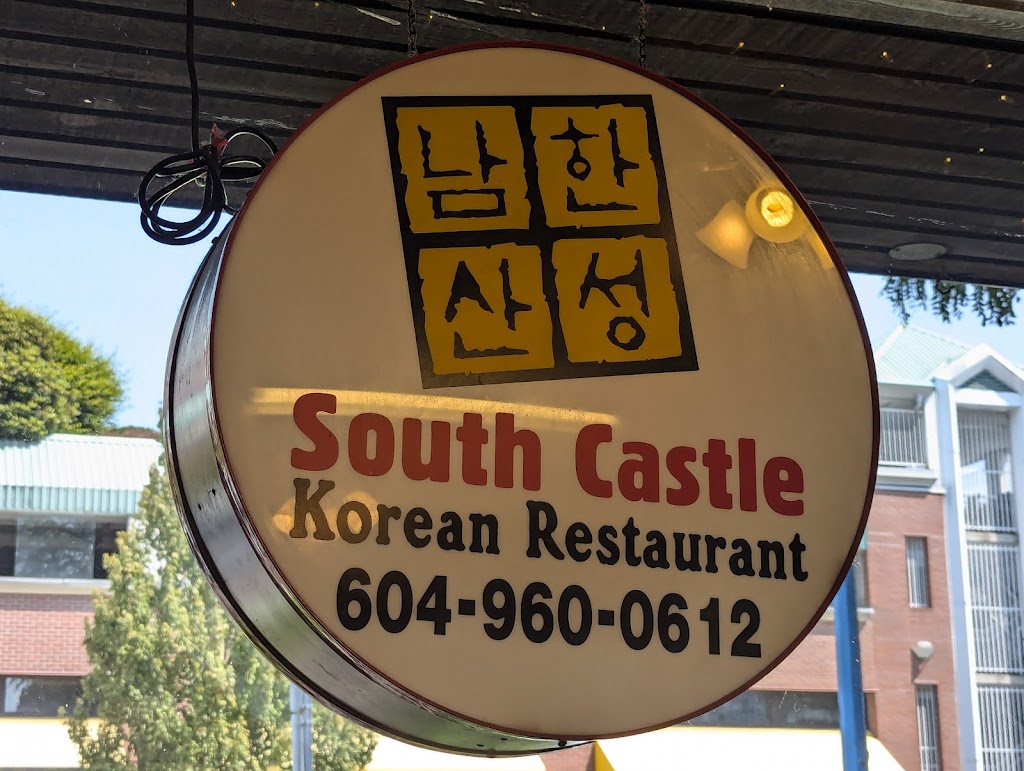 남한
산성
South Castle
Korean Restaurant
604-960-0612